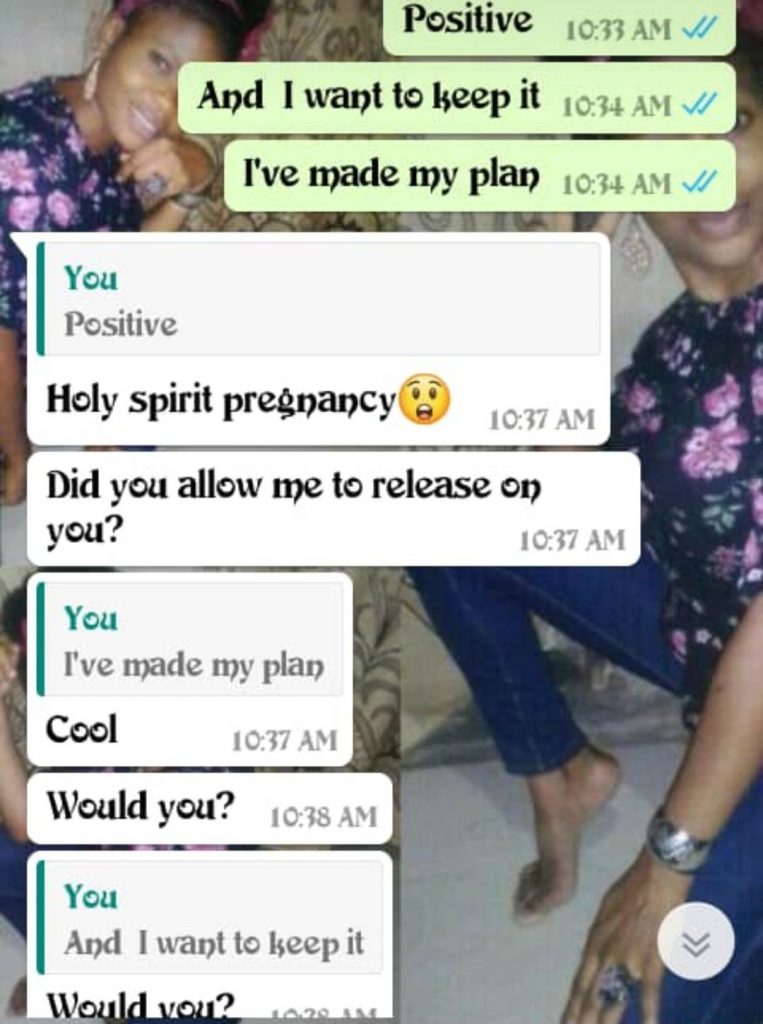 Positive 10:33 AM
And I want to keep it 10:34 AM
I've made my plan 10:34 AM
You
Positive
Holy spirit pregnancy😲 10:37 AM
Did you allow me to release on
you? 10:37 AM
You
I've made my plan
Cool 10:37 AM
Would you? 10:38 AM
You
And I want to keep it
Would you? 10:38 AM